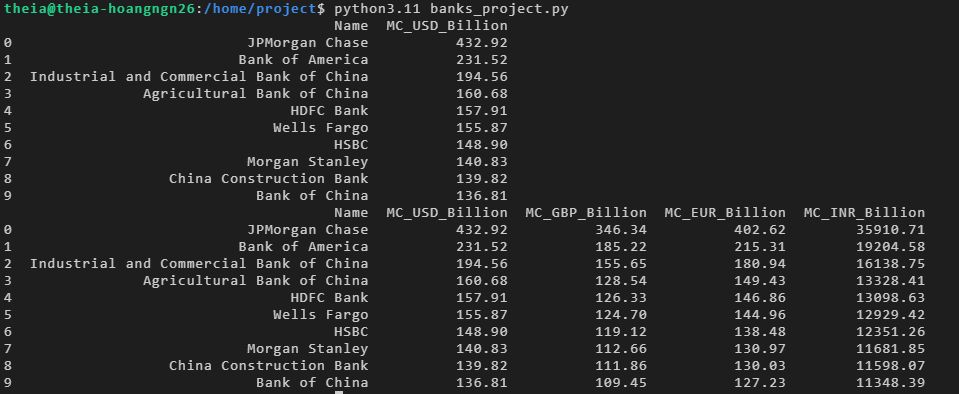 theia@theia-hoangngn26:/home/project$ python3.11 banks_project.py
Name MC_USD_Billion
0 JPMorgan Chase 432.92
1 Bank of America 231.52
2 Industrial and Commercial Bank of China 194.56
3 Agricultural Bank of China 160.68
4 HDFC Bank 157.91
5 Wells Fargo 155.87
6 HSBC 148.90
7 Morgan Stanley 140.83
8 China Construction Bank 139.82
9 Bank of China 136.81
Name MC_USD_Billion MC_GBP_Billion MC_EUR_Billion MC_INR_Billion
0 JPMorgan Chase 432.92 346.34 402.62 35910.71
1 Bank of America 231.52 185.22 215.31 19204.58
2 Industrial and Commercial Bank of China 194.56 155.65 180.94 16138.75
3 Agricultural Bank of China 160.68 128.54 149.43 13328.41
4 HDFC Bank 157.91 126.33 146.86 13098.63
5 Wells Fargo 155.87 124.70 144.96 12929.42
6 HSBC 148.90 119.12 138.48 12351.26
7 Morgan Stanley 140.83 112.66 130.97 11681.85
8 China Construction Bank 139.82 111.86 130.03 11598.07
9 Bank of China 136.81 109.45 127.23 11348.39